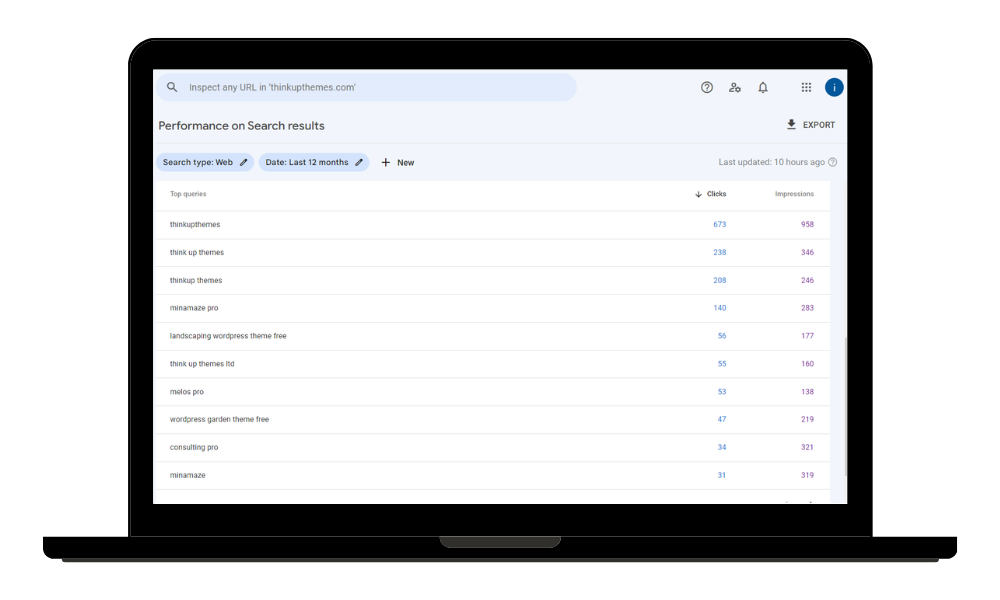 Inspect any URL in 'thinkupthemes.com'
i
Performance on Search results
EXPORT
Search type: Web
Date: Last 12 months
+ New
Last updated: 10 hours ago
Top queries Clicks Impressions
thinkupthemes 673 958
think up themes 238 346
thinkup themes 208 246
minamaze pro 140 283
landscaping wordpress theme free 56 177
think up themes ltd 55 160
melos pro 53 138
wordpress garden theme free 47 219
consulting pro 34 321
minamaze 31 319